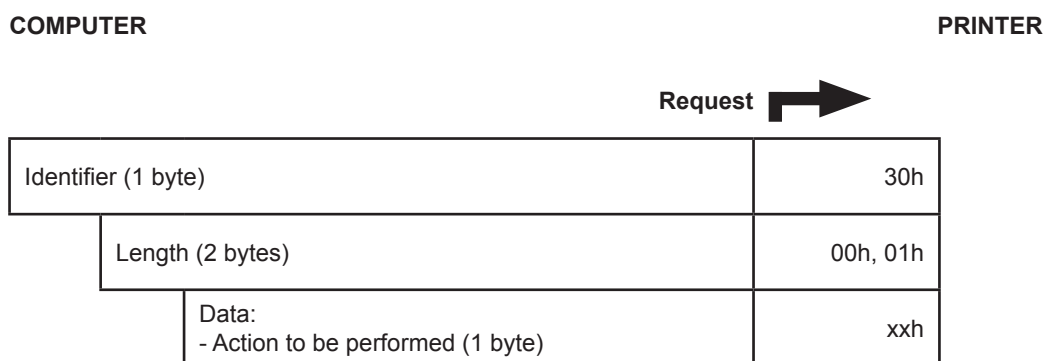 COMPUTER PRINTER
Request
Identifier (1 byte) 30h
Length (2 bytes) 00h, 01h
Data:
- Action to be performed (1 byte) xxh